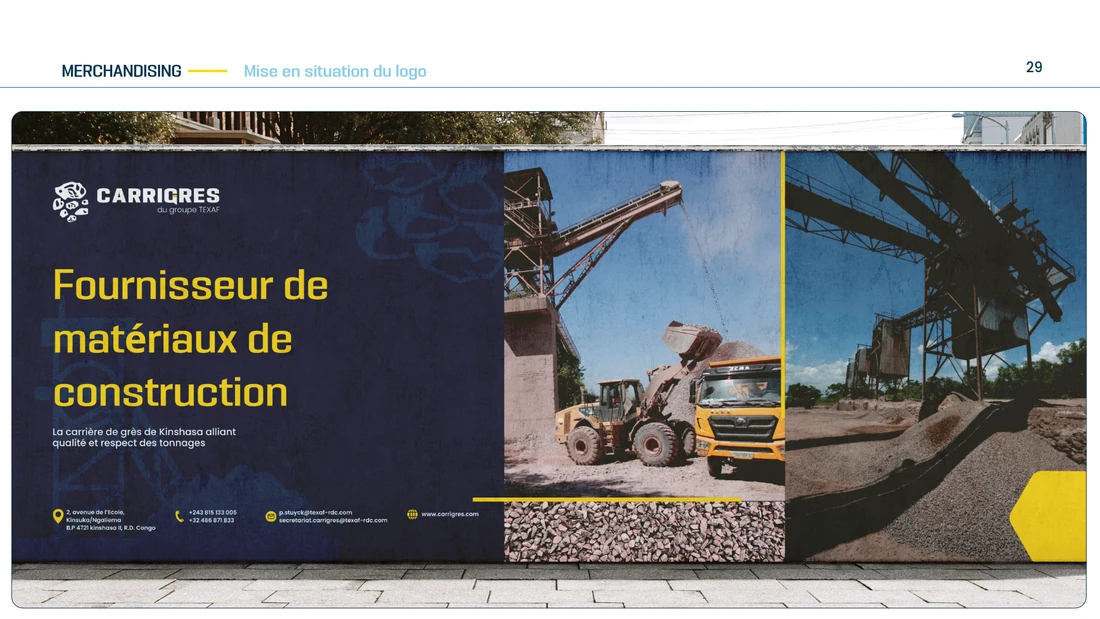 MERCHANDISING
Mise en situation du logo
29
CARRIGRES
du groupe TEXAF
Fournisseur de
matériaux de
construction
La carrière de grès de Kinshasa alliant
qualité et respect des tonnages
2, avenue de l'Ecole,
Kinsuka/Ngaliema
B.P 4721 kinshasa II, R.D. Congo
+243 815 133 005
+32 486 871 833
p.stuyck@texaf-rdc.com
secretariat.carrigres@texaf-rdc.com
www.carrigres.com